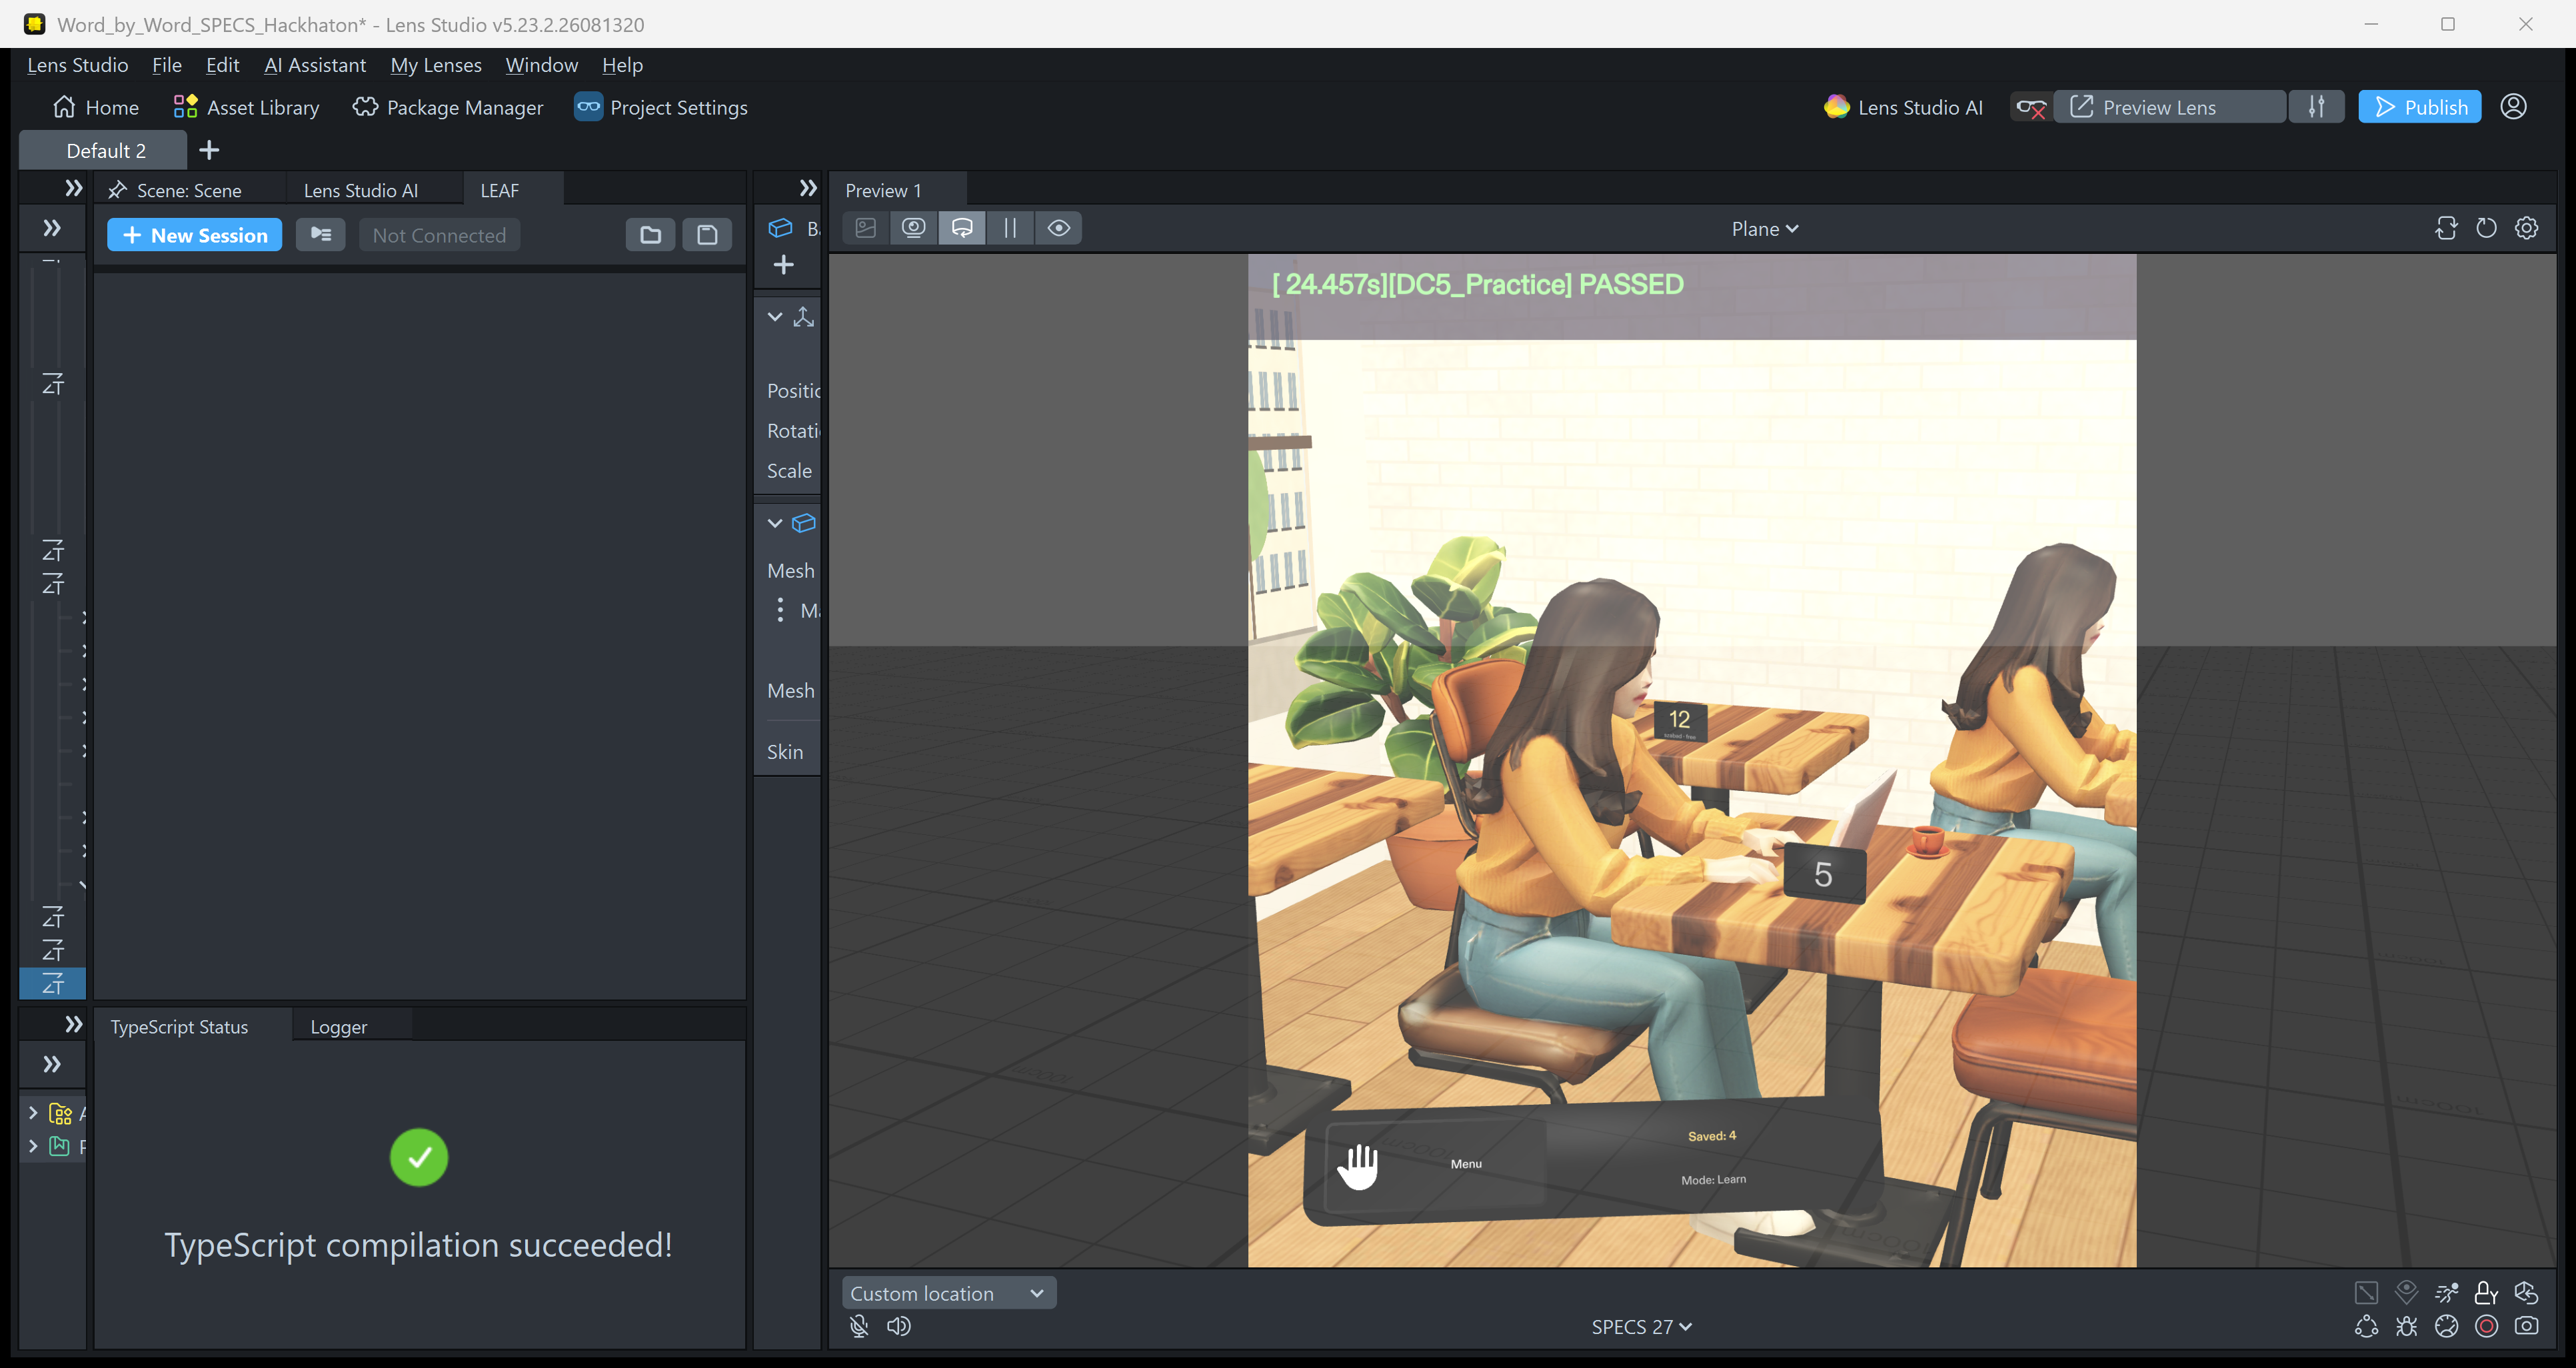 Word_by_Word_SPECS_Hackhaton* - Lens Studio v5.23.2.26081320
Lens Studio File Edit AI Assistant My Lenses Window Help
Home Asset Library Package Manager Project Settings Lens Studio AI Preview Lens Publish
Default 2
Scene: Scene Lens Studio AI LEAF Preview 1
New Session Not Connected Plane
[ 24.457s][DC5_Practice] PASSED
Scale
Mesh
Mesh
Skin
12
5
TypeScript Status Logger
TypeScript compilation succeeded!
Saved: 4
Menu
Mode: Learn
Custom location
SPECS 27